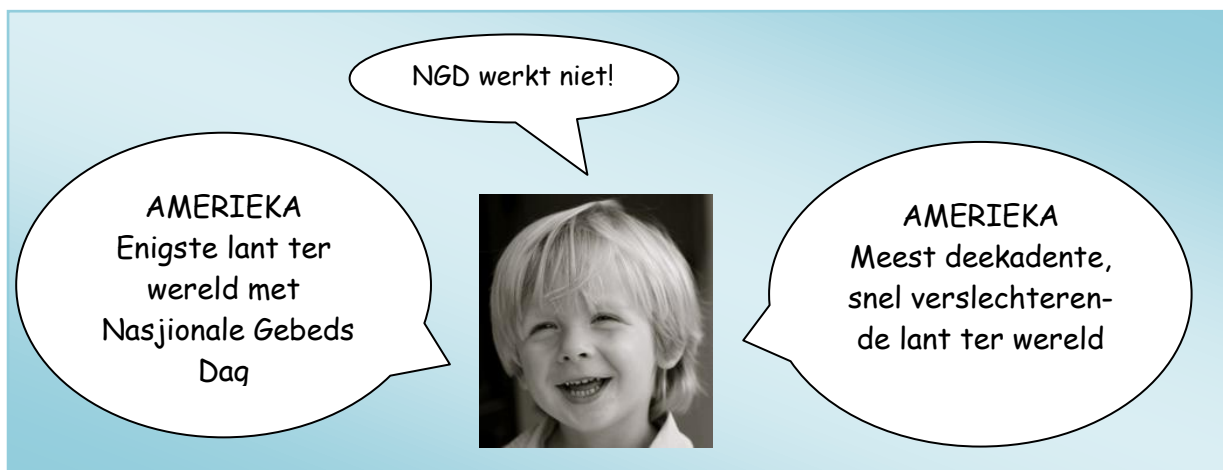 NGD werkt niet!
AMERIEKA
Enigste lant ter
wereld met
Nasjionale Gebeds
Dag
AMERIEKA
Meest deekadente,
snel verslechteren-
de lant ter wereld